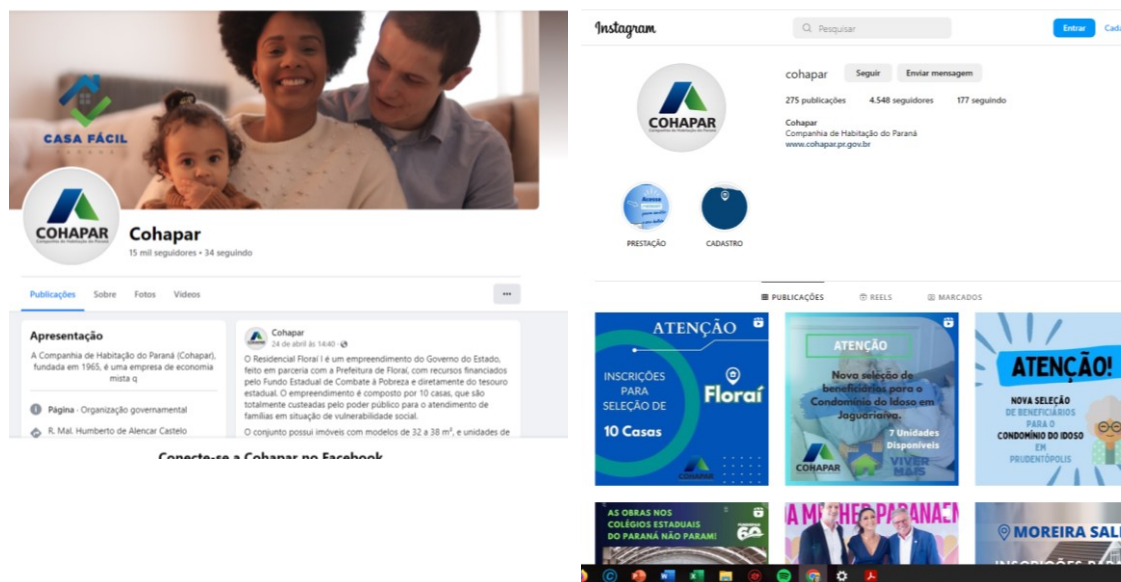 CASA FÁCIL
PARANÁ
COHAPAR
Companhia de Habitação do Paraná
Cohapar
15 mil seguidores • 34 seguindo
Publicações Sobre Fotos Vídeos
Apresentação
A Companhia de Habitação do Paraná (Cohapar),
fundada em 1965, é uma empresa de economia
mista q
Página · Organização governamental
R. Mal. Humberto de Alencar Castelo
Cohapar
24 de abril às 14:40
O Residencial Floraí I é um empreendimento do Governo do Estado,
feito em parceria com a Prefeitura de Floraí, com recursos financiados
pelo Fundo Estadual de Combate à Pobreza e diretamente do tesouro
estadual. O empreendimento é composto por 10 casas, que são
totalmente custeadas pelo poder público para o atendimento de
famílias em situação de vulnerabilidade social.
O conjunto possui imóveis com modelos de 32 a 38 m², e unidades de
Conecte-se a Cohapar no Facebook
Instagram
Pesquisar
Entrar
COHAPAR
Companhia de Habitação do Paraná
cohapar Seguir Enviar mensagem
275 publicações 4.548 seguidores 177 seguindo
Cohapar
Companhia de Habitação do Paraná
www.cohapar.pr.gov.br
Acesse
PRESTAÇÃO CADASTRO
PUBLICAÇÕES REELS MARCADOS
ATENÇÃO
INSCRIÇÕES
PARA
SELEÇÃO DE
10 Casas
Floraí
COHAPAR
ATENÇÃO
Nova seleção de
beneficiários para o
Condomínio do Idoso em
Jaguariaíva.
7 Unidades
Disponíveis
COHAPAR
VIVER
MAIS
ATENÇÃO!
NOVA SELEÇÃO
DE BENEFICIÁRIOS
PARA O
CONDOMÍNIO DO IDOSO
EM
PRUDENTÓPOLIS
AS OBRAS NOS
COLÉGIOS ESTADUAIS
DO PARANÁ NÃO PARAM!
60
MOREIRA SALL